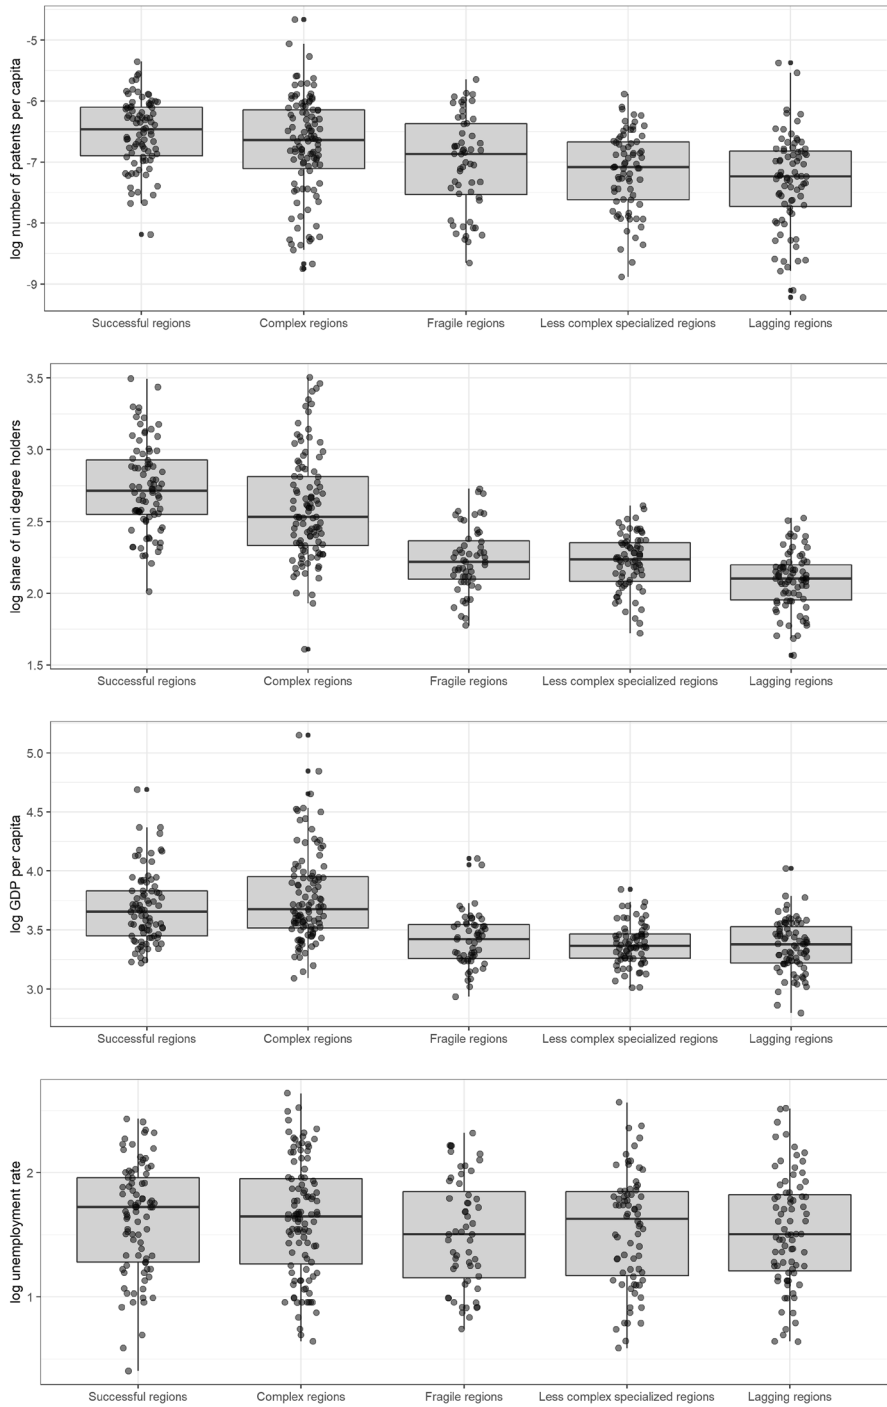 log number of patents per capita
-5
-6
-7
-8
-9
Successful regions Complex regions Fragile regions Less complex specialized regions Lagging regions
log share of uni degree holders
3.5
3.0
2.5
2.0
1.5
Successful regions Complex regions Fragile regions Less complex specialized regions Lagging regions
log GDP per capita
5.0
4.5
4.0
3.5
3.0
Successful regions Complex regions Fragile regions Less complex specialized regions Lagging regions
log unemployment rate
2
1
Successful regions Complex regions Fragile regions Less complex specialized regions Lagging regions